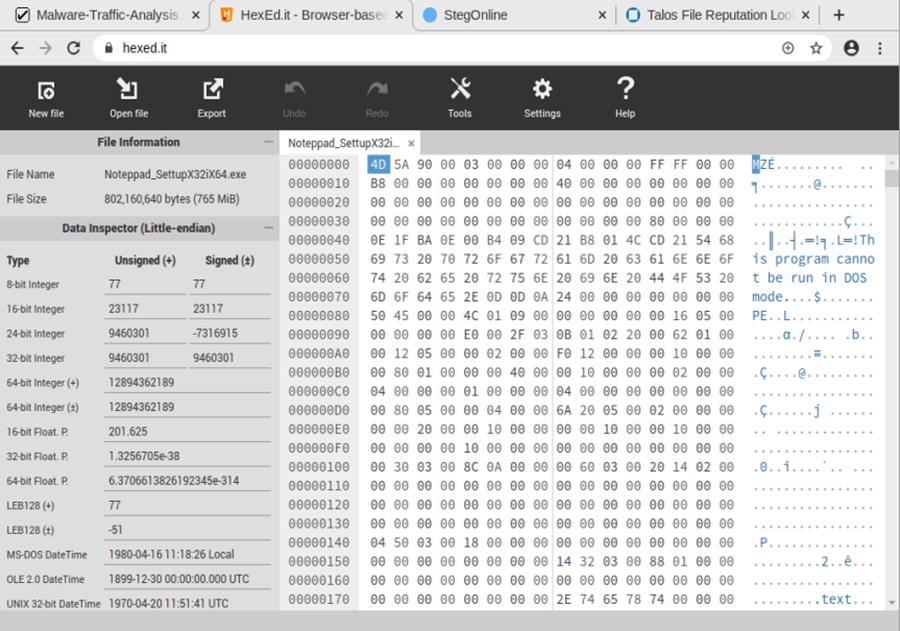 Malware-Traffic-Analysis. × HexEd.it - Browser-based × StegOnline × Talos File Reputation Look × +
hexed.it
New file Open file Export Undo Redo Tools Settings Help
File Information
Noteppad_SettupX32i... ×
File Name Noteppad_SettupX32iX64.exe
File Size 802,160,640 bytes (765 MiB)
Data Inspector (Little-endian)
Type Unsigned (+) Signed (±)
8-bit Integer 77 77
16-bit Integer 23117 23117
24-bit Integer 9460301 -7316915
32-bit Integer 9460301 9460301
64-bit Integer (+) 12894362189
64-bit Integer (±) 12894362189
16-bit Float. P. 201.625
32-bit Float. P. 1.3256705e-38
64-bit Float. P. 6.3706613826192345e-314
LEB128 (+) 77
LEB128 (±) -51
MS-DOS DateTime 1980-04-16 11:18:26 Local
OLE 2.0 DateTime 1899-12-30 00:00:00.000 UTC
UNIX 32-bit DateTime 1970-04-20 11:51:41 UTC
00000000 4D 5A 90 00 03 00 00 00 04 00 00 00 FF FF 00 00 MZÉ......... ..
00000010 B8 00 00 00 00 00 00 00 40 00 00 00 00 00 00 00 ╕.......@.......
00000020 00 00 00 00 00 00 00 00 00 00 00 00 00 00 00 00 ................
00000030 00 00 00 00 00 00 00 00 00 00 00 00 80 00 00 00 ............Ç...
00000040 0E 1F BA 0E 00 B4 09 CD 21 B8 01 4C CD 21 54 68 ..║..┤.═!╕.L═!Th
00000050 69 73 20 70 72 6F 67 72 61 6D 20 63 61 6E 6E 6F is program canno
00000060 74 20 62 65 20 72 75 6E 20 69 6E 20 44 4F 53 20 t be run in DOS
00000070 6D 6F 64 65 2E 0D 0D 0A 24 00 00 00 00 00 00 00 mode....$.......
00000080 50 45 00 00 4C 01 09 00 00 00 00 00 00 16 05 00 PE..L...........
00000090 00 00 00 00 E0 00 2F 03 0B 01 02 20 00 62 01 00 ....α./.... .b..
000000A0 00 12 05 00 00 02 00 00 F0 12 00 00 00 10 00 00 ........≡.......
000000B0 00 80 01 00 00 00 40 00 00 10 00 00 00 02 00 00 .Ç....@.........
000000C0 04 00 00 00 01 00 00 00 04 00 00 00 00 00 00 00 ................
000000D0 00 80 05 00 00 04 00 00 6A 20 05 00 02 00 00 00 .Ç......j ......
000000E0 00 00 20 00 00 10 00 00 00 00 10 00 00 10 00 00 .. .............
000000F0 00 00 00 00 10 00 00 00 00 00 00 00 00 00 00 00 ................
00000100 00 30 03 00 8C 0A 00 00 00 60 03 00 20 14 02 00 .0..î....`.. ...
00000110 00 00 00 00 00 00 00 00 00 00 00 00 00 00 00 00 ................
00000120 00 00 00 00 00 00 00 00 00 00 00 00 00 00 00 00 ................
00000130 00 00 00 00 00 00 00 00 00 00 00 00 00 00 00 00 ................
00000140 04 50 03 00 18 00 00 00 00 00 00 00 00 00 00 00 .P..............
00000150 00 00 00 00 00 00 00 00 14 32 03 00 88 01 00 00 .........2..ê...
00000160 00 00 00 00 00 00 00 00 00 00 00 00 00 00 00 00 ................
00000170 00 00 00 00 00 00 00 00 2E 74 65 78 74 00 00 00 .........text...